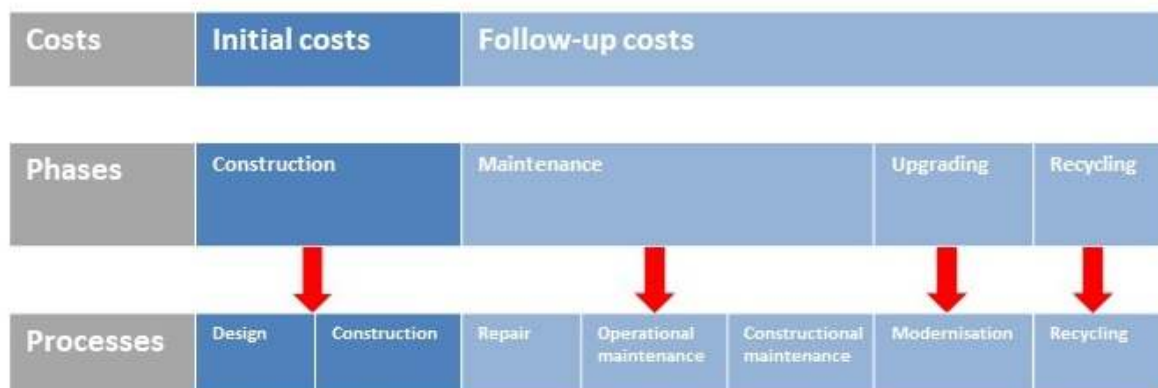 Costs
Initial costs
Follow-up costs
Phases
Construction
Maintenance
Upgrading
Recycling
Processes
Design
Construction
Repair
Operational
maintenance
Constructional
maintenance
Modernisation
Recycling